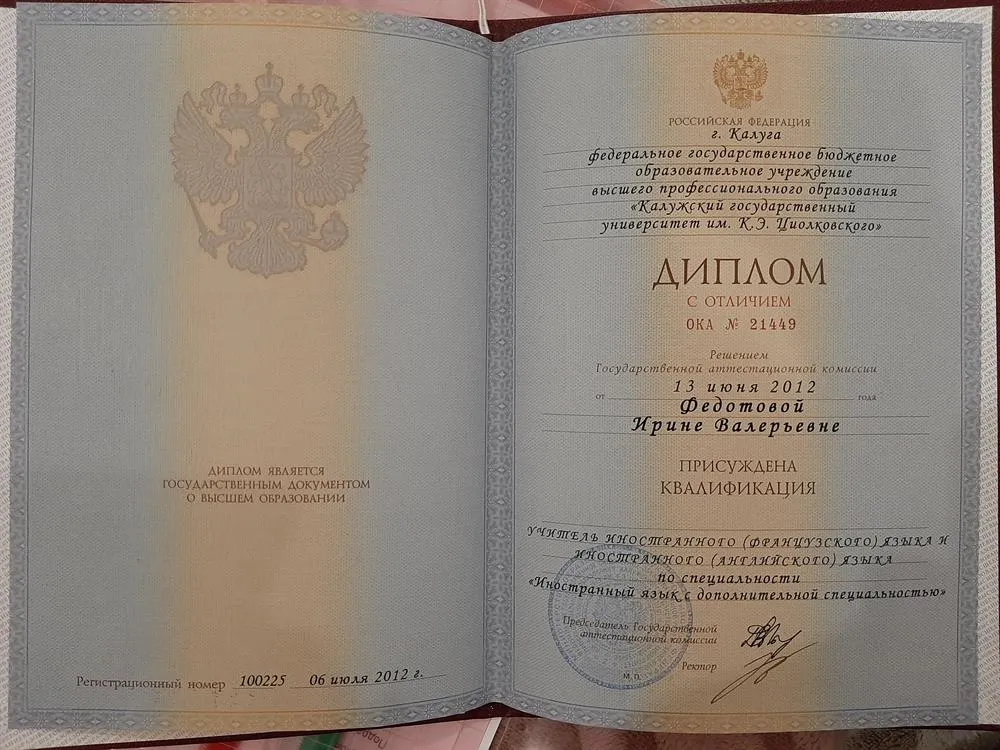 ДИПЛОМ ЯВЛЯЕТСЯ
ГОСУДАРСТВЕННЫМ ДОКУМЕНТОМ
О ВЫСШЕМ ОБРАЗОВАНИИ
Регистрационный номер 100225 06 июля 2012 г.
РОССИЙСКАЯ ФЕДЕРАЦИЯ
г. Калуга
федеральное государственное бюджетное
образовательное учреждение
высшего профессионального образования
«Калужский государственный
университет им. К.Э. Циолковского»
ДИПЛОМ
С ОТЛИЧИЕМ
ОКА № 21449
Решением
Государственной аттестационной комиссии
от 13 июня 2012 года
Федотовой
Ирине Валерьевне
ПРИСУЖДЕНА
КВАЛИФИКАЦИЯ
УЧИТЕЛЬ ИНОСТРАННОГО (ФРАНЦУЗСКОГО) ЯЗЫКА И
ИНОСТРАННОГО (АНГЛИЙСКОГО) ЯЗЫКА
по специальности
«Иностранный язык с дополнительной специальностью»
Председатель Государственной
аттестационной комиссии
Ректор
М.П.